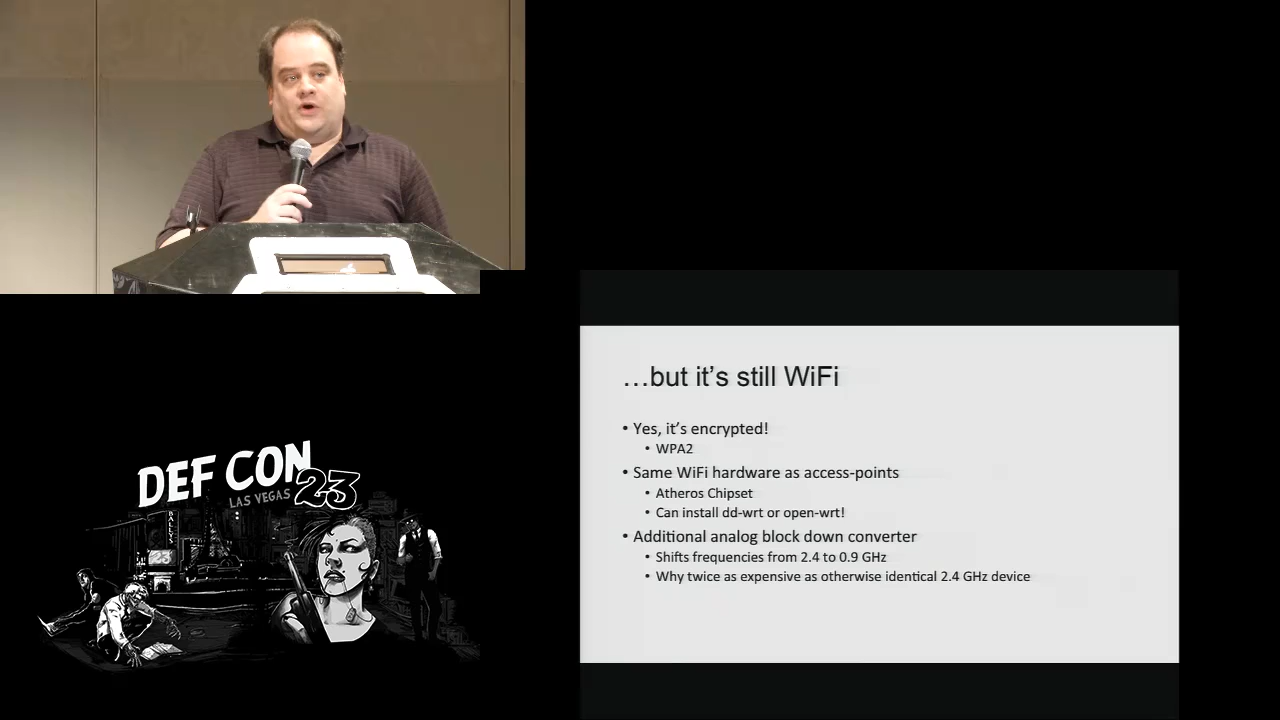 DEF CON
LAS VEGAS 23
BALLYS
23
…but it’s still WiFi
• Yes, it’s encrypted!
• WPA2
• Same WiFi hardware as access-points
• Atheros Chipset
• Can install dd-wrt or open-wrt!
• Additional analog block down converter
• Shifts frequencies from 2.4 to 0.9 GHz
• Why twice as expensive as otherwise identical 2.4 GHz device